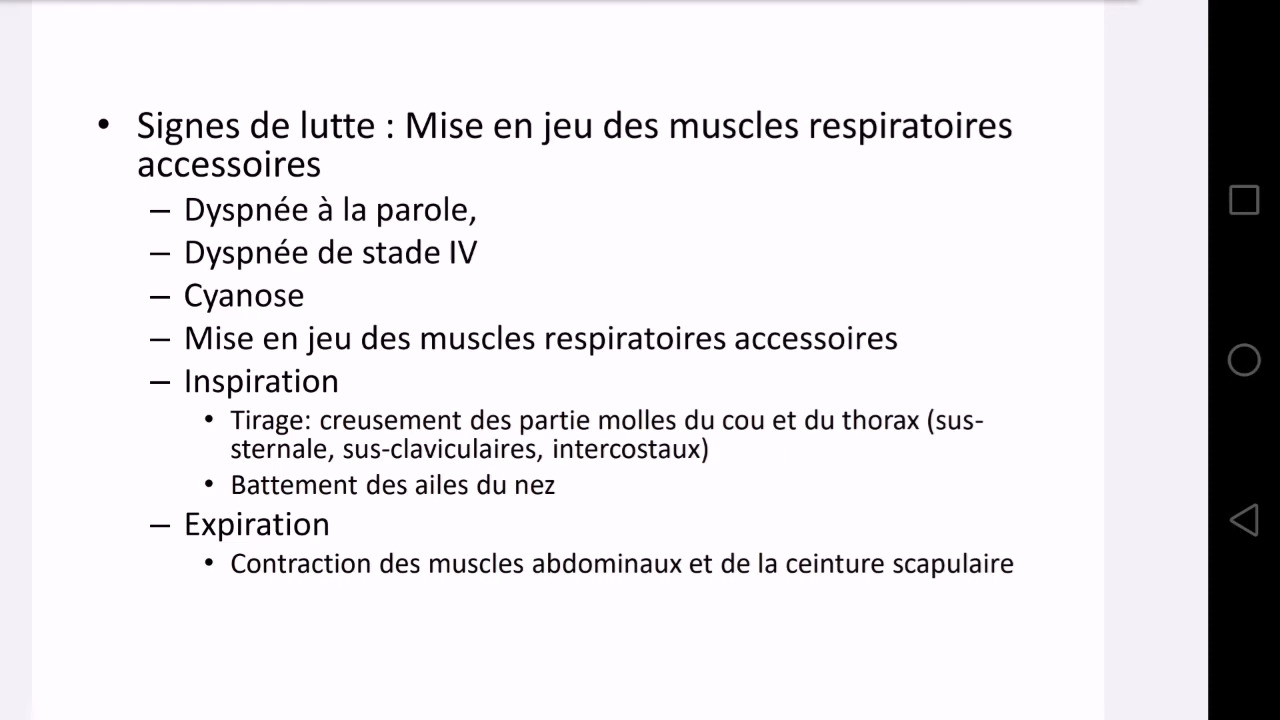 • Signes de lutte : Mise en jeu des muscles respiratoires
accessoires
– Dyspnée à la parole,
– Dyspnée de stade IV
– Cyanose
– Mise en jeu des muscles respiratoires accessoires
– Inspiration
• Tirage: creusement des partie molles du cou et du thorax (sus-
sternale, sus-claviculaires, intercostaux)
• Battement des ailes du nez
– Expiration
• Contraction des muscles abdominaux et de la ceinture scapulaire